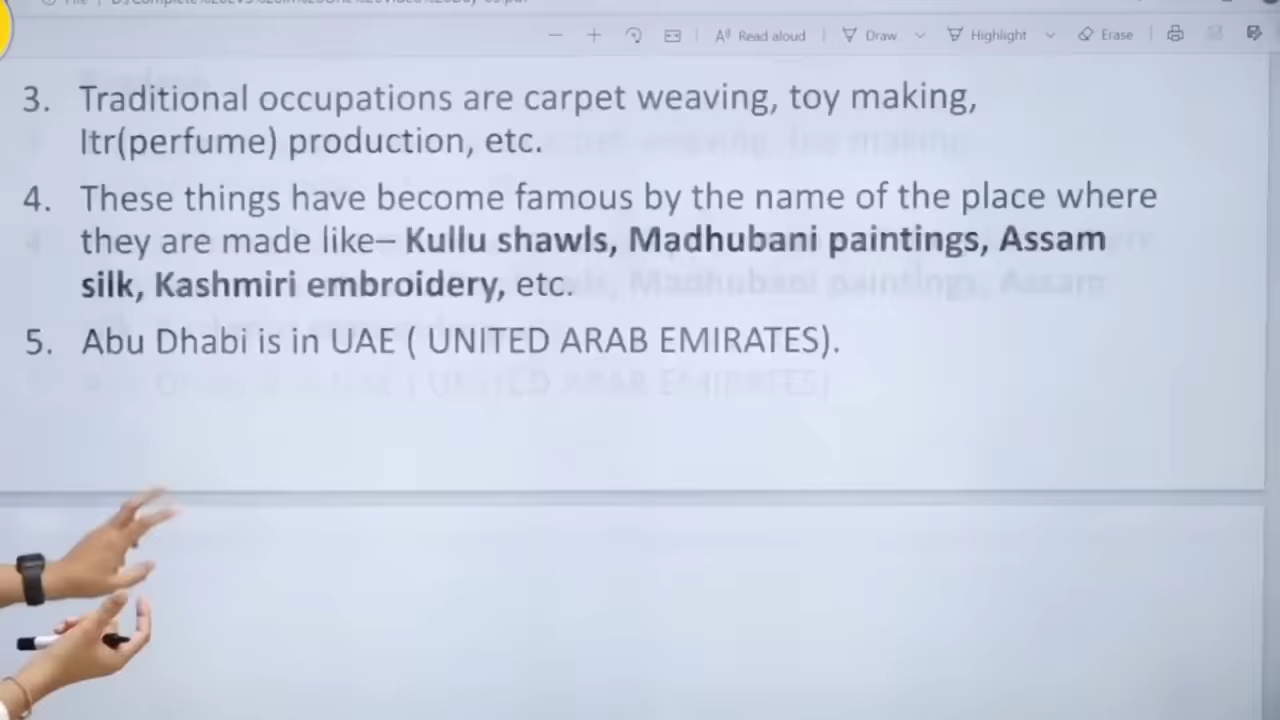 Read aloud
Draw
Highlight
Erase
3. Traditional occupations are carpet weaving, toy making,
Itr(perfume) production, etc.
4. These things have become famous by the name of the place where
they are made like– Kullu shawls, Madhubani paintings, Assam
silk, Kashmiri embroidery, etc.
5. Abu Dhabi is in UAE ( UNITED ARAB EMIRATES).